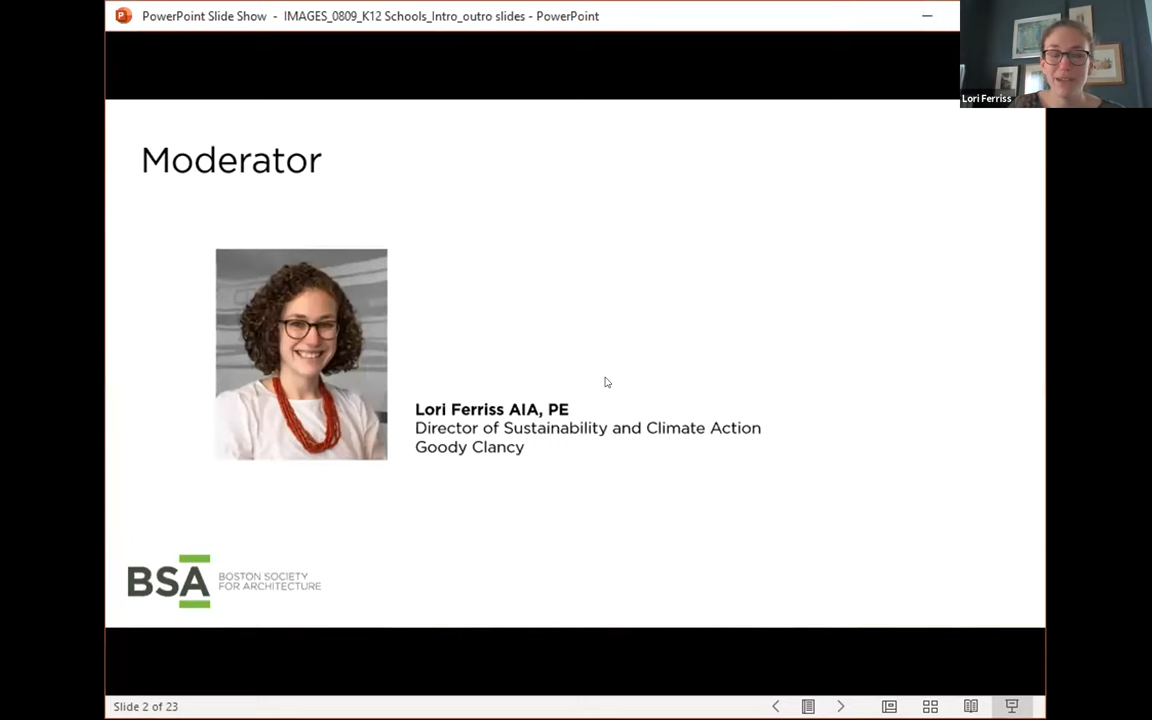 PowerPoint Slide Show - IMAGES_0809_K12 Schools_Intro_outro slides - PowerPoint
Lori Ferriss
Moderator
Lori Ferriss AIA, PE
Director of Sustainability and Climate Action
Goody Clancy
BSA
BOSTON SOCIETY
FOR ARCHITECTURE
Slide 2 of 23